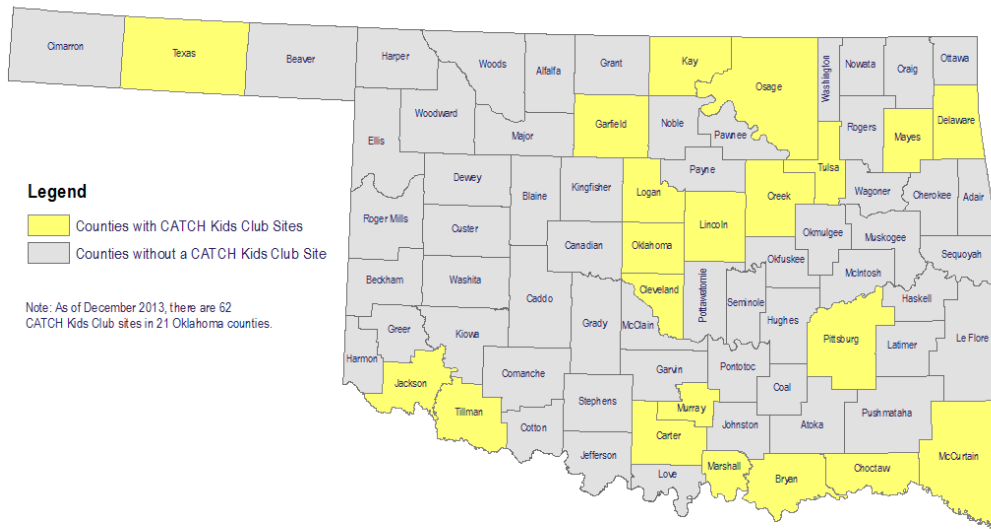 Cimarron
Texas
Beaver
Harper
Woods
Alfalfa
Grant
Kay
Osage
Washington
Nowata
Craig
Ottawa
Woodward
Ellis
Major
Garfield
Noble
Pawnee
Rogers
Mayes
Delaware
Tulsa
Dewey
Blaine
Kingfisher
Logan
Payne
Creek
Wagoner
Cherokee
Adair
Legend
Counties with CATCH Kids Club Sites
Counties without a CATCH Kids Club Site
Roger Mills
Custer
Canadian
Oklahoma
Lincoln
Okmulgee
Muskogee
Okfuskee
Sequoyah
Beckham
Washita
Caddo
Cleveland
Pottawatomie
Seminole
McIntosh
Haskell
Note: As of December 2013, there are 62
CATCH Kids Club sites in 21 Oklahoma counties.
Greer
Kiowa
Grady
McClain
Hughes
Pittsburg
Latimer
Le Flore
Harmon
Jackson
Comanche
Garvin
Pontotoc
Coal
Tillman
Stephens
Murray
Johnston
Atoka
Pushmataha
Cotton
Carter
Jefferson
Love
Marshall
Bryan
Choctaw
McCurtain